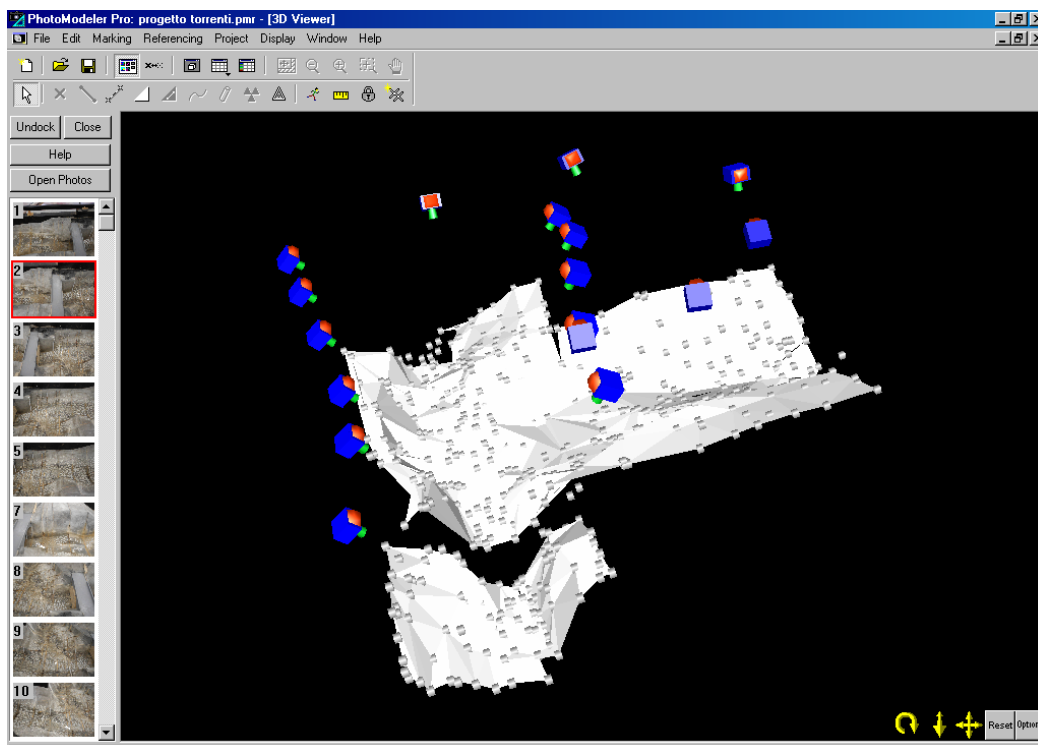 PhotoModeler Pro: progetto torrenti.pmr - [3D Viewer]
File Edit Marking Referencing Project Display Window Help
Undock Close
Help
Open Photos
1
2
3
4
5
7
8
9
10
Reset Option